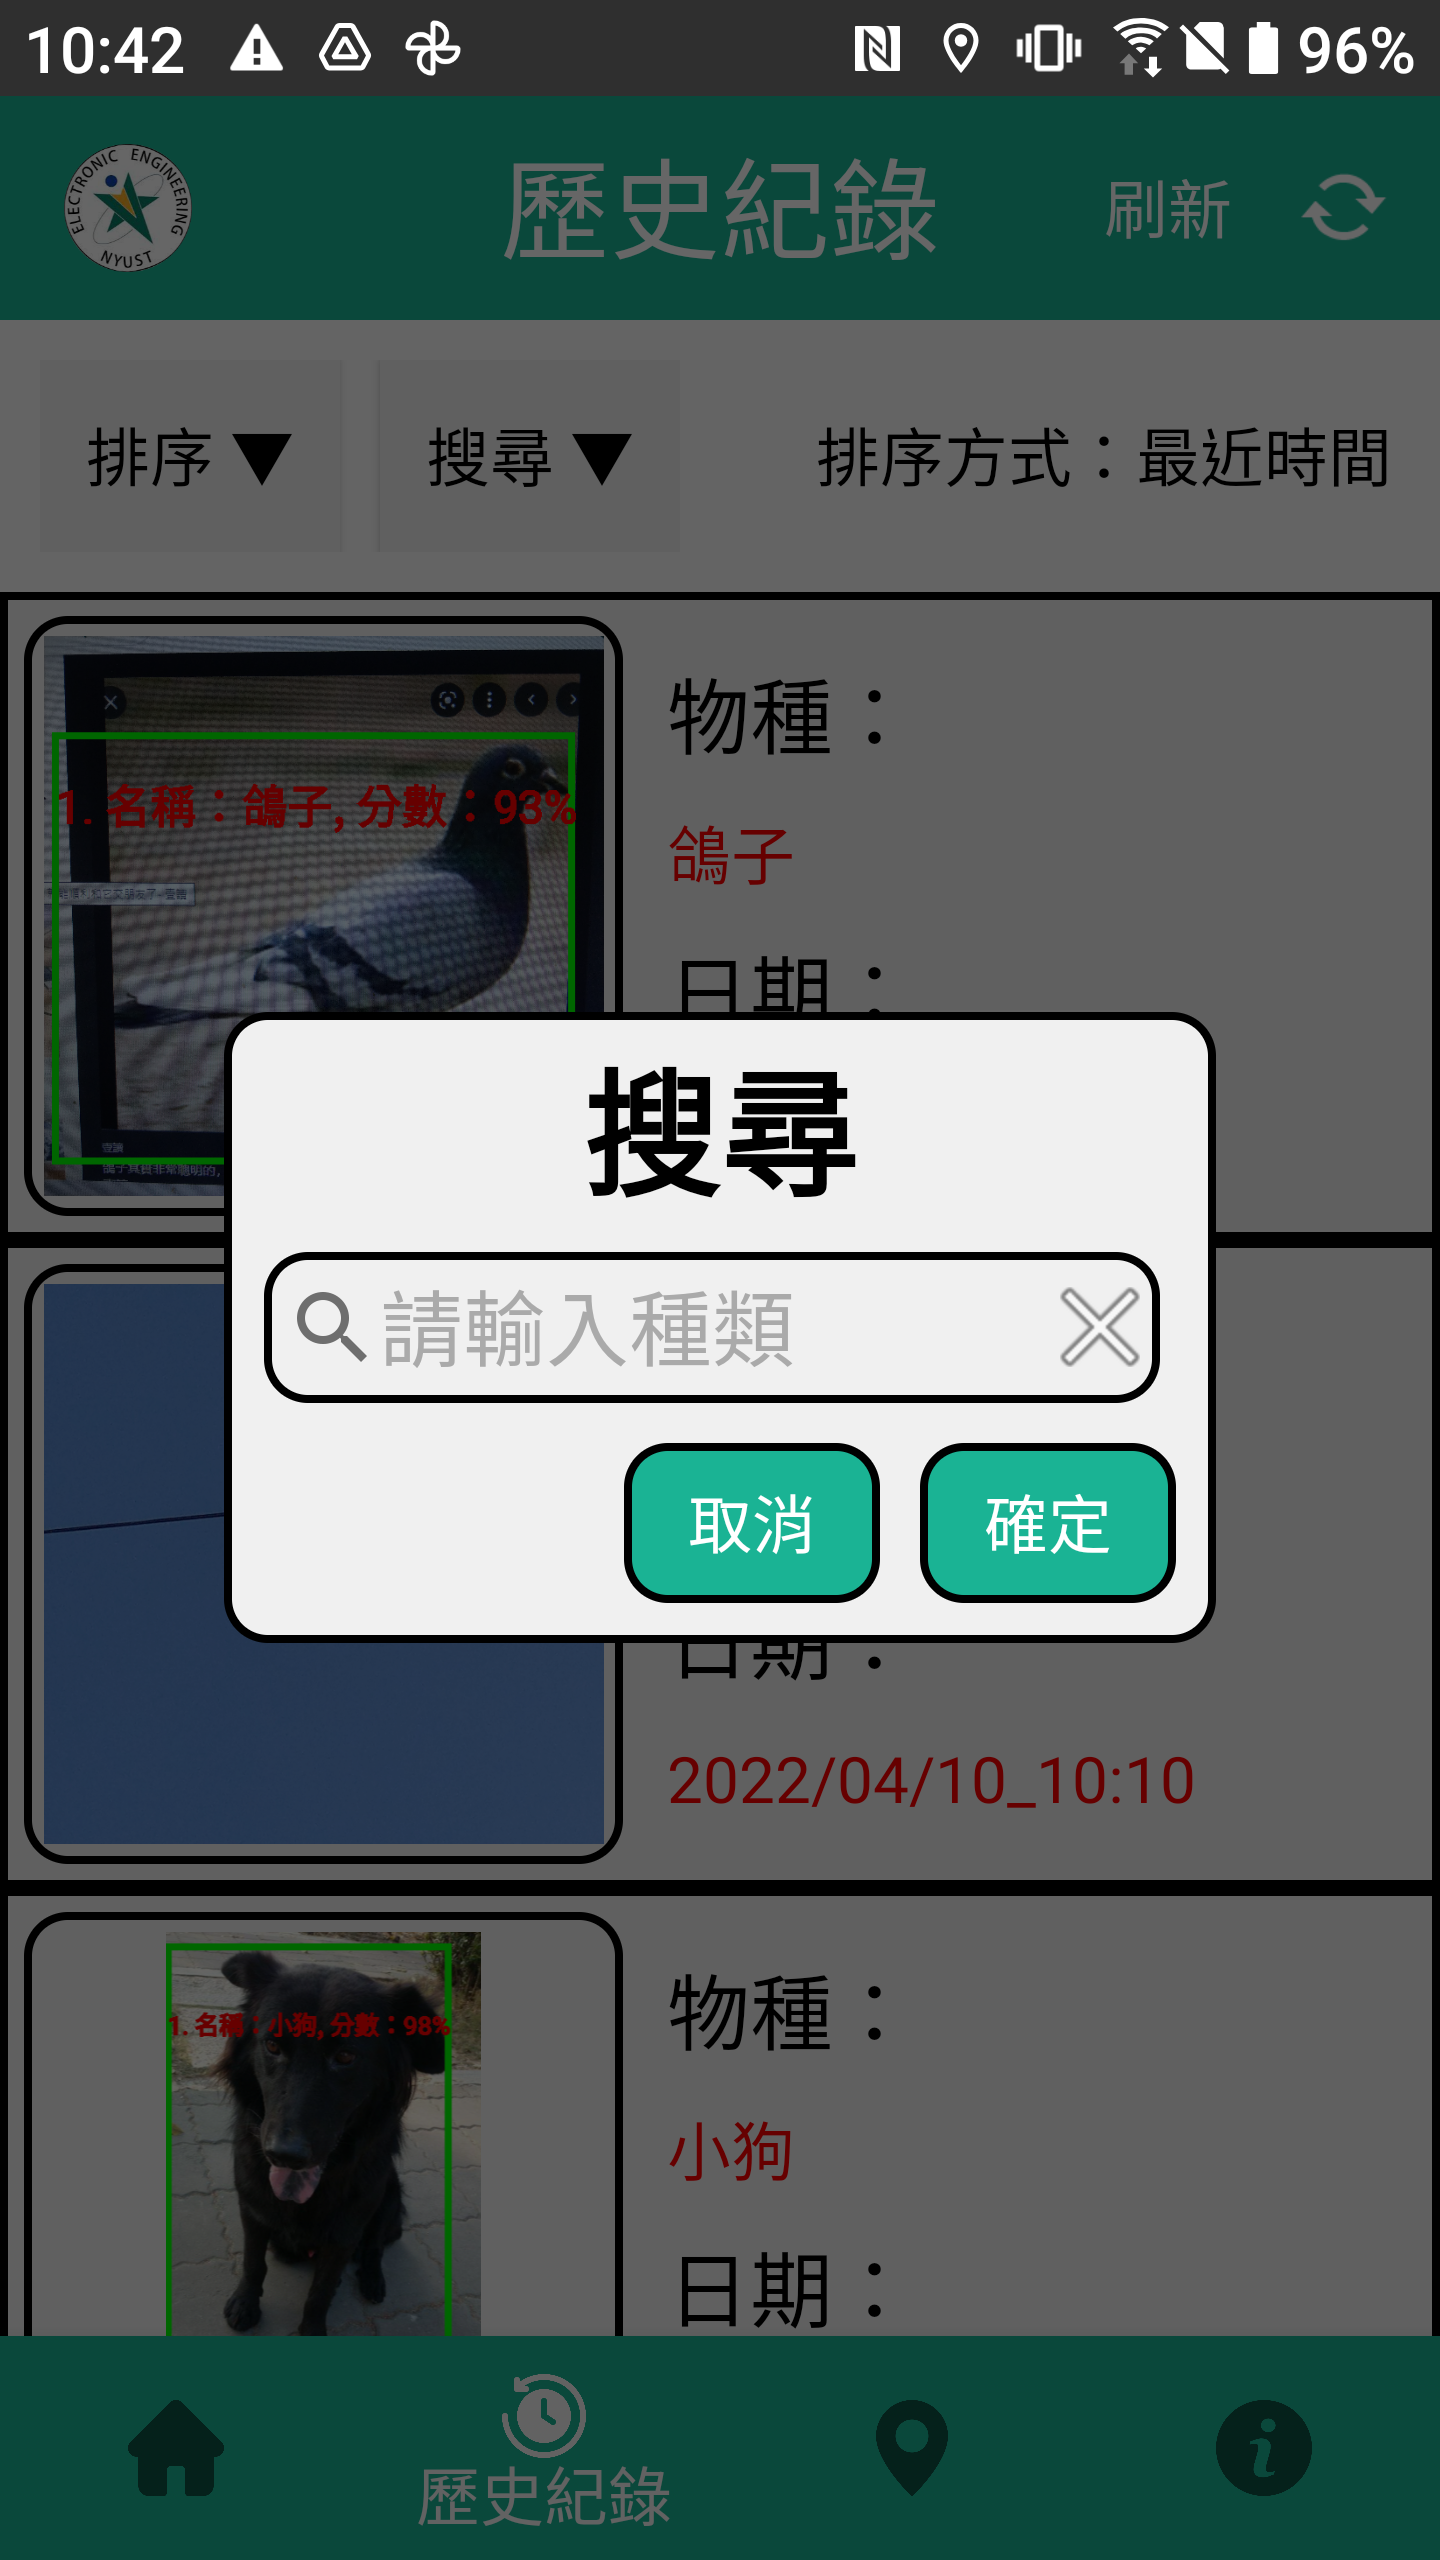 10:42
96%
ELECTRONIC ENGINEERING
NYUST
歷史紀錄
刷新
排序 ▼
搜尋 ▼
排序方式：最近時間
1. 名稱：鴿子, 分數：93%
物種：
鴿子
日期：
搜尋
請輸入種類
取消
確定
日期：
2022/04/10_10:10
1. 名稱：小狗, 分數：98%
物種：
小狗
日期：
歷史紀錄